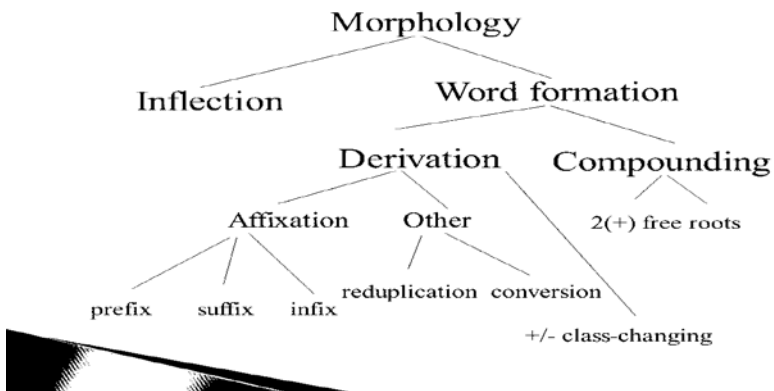 Morphology
Inflection
Word formation
Derivation
Compounding
Affixation
Other
2(+) free roots
prefix
suffix
infix
reduplication
conversion
+/- class-changing